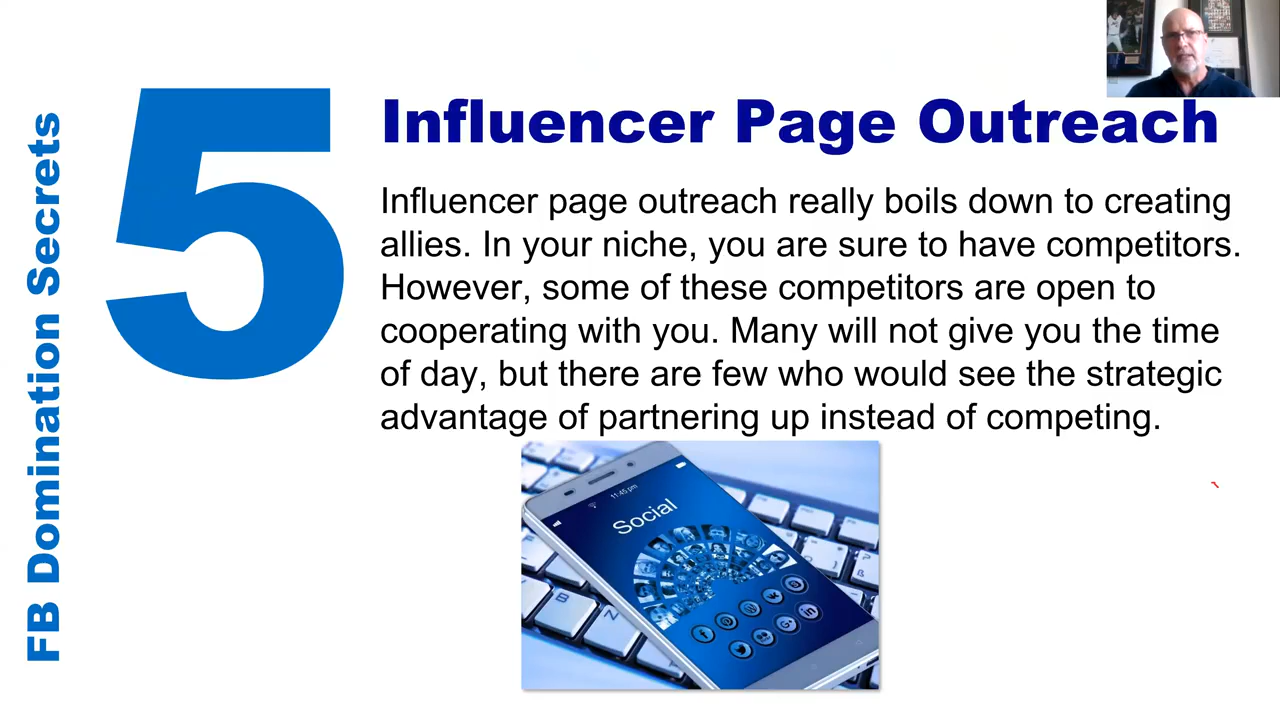 FB Domination Secrets
5
Influencer Page Outreach
Influencer page outreach really boils down to creating
allies. In your niche, you are sure to have competitors.
However, some of these competitors are open to
cooperating with you. Many will not give you the time
of day, but there are few who would see the strategic
advantage of partnering up instead of competing.
11:45 pm
Social
B
N